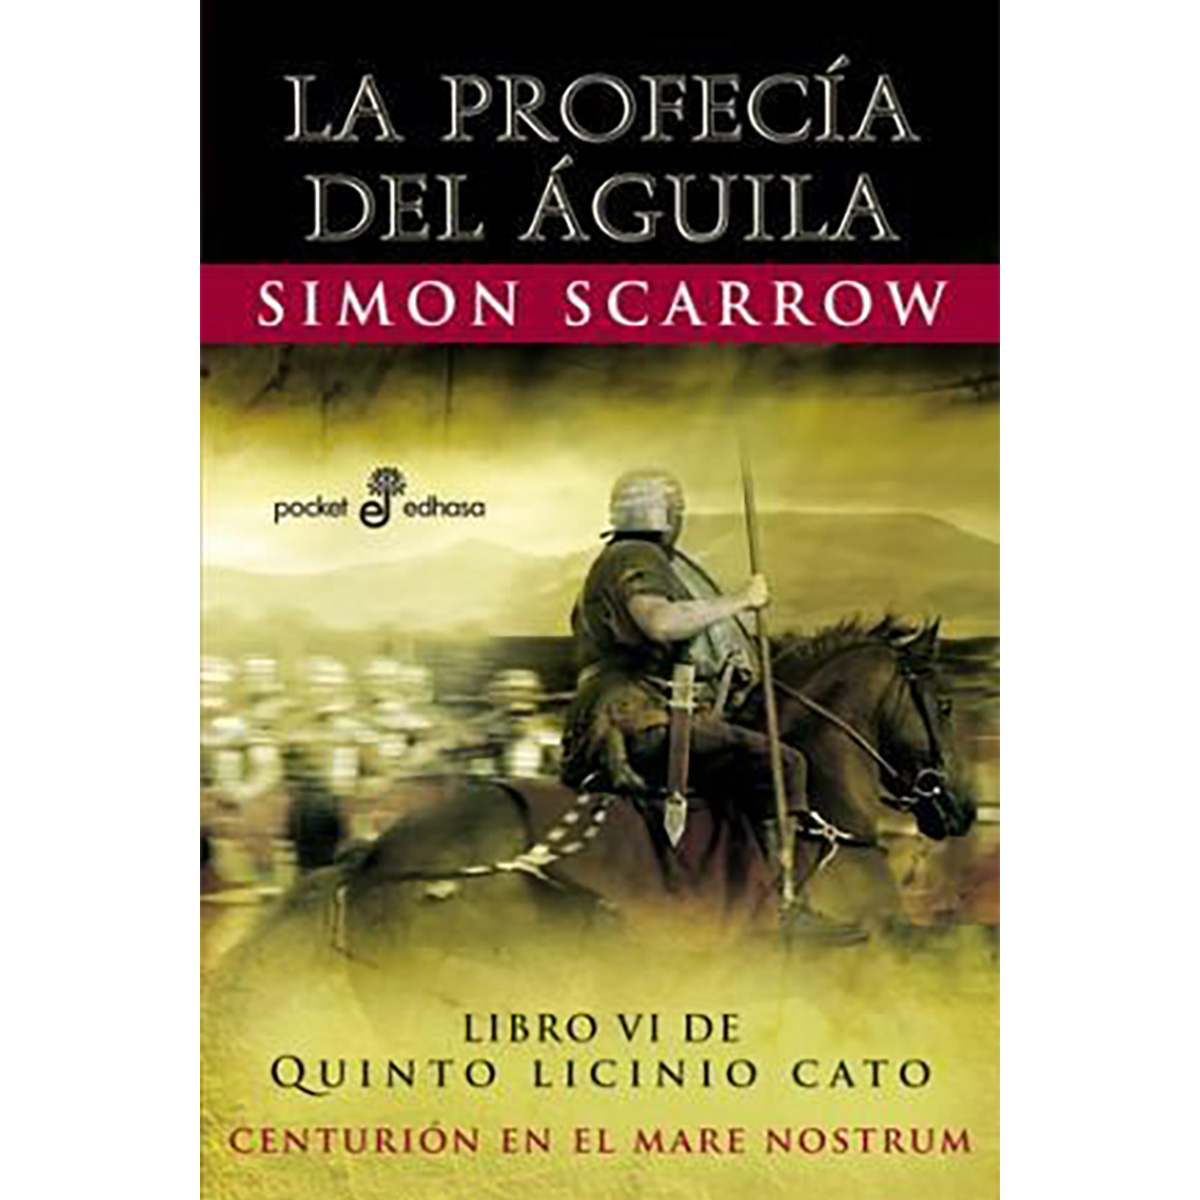 LA PROFECÍA
DEL ÁGUILA
SIMON SCARROW
pocket edhasa
LIBRO VI DE
QUINTO LICINIO CATO
CENTURIÓN EN EL MARE NOSTRUM